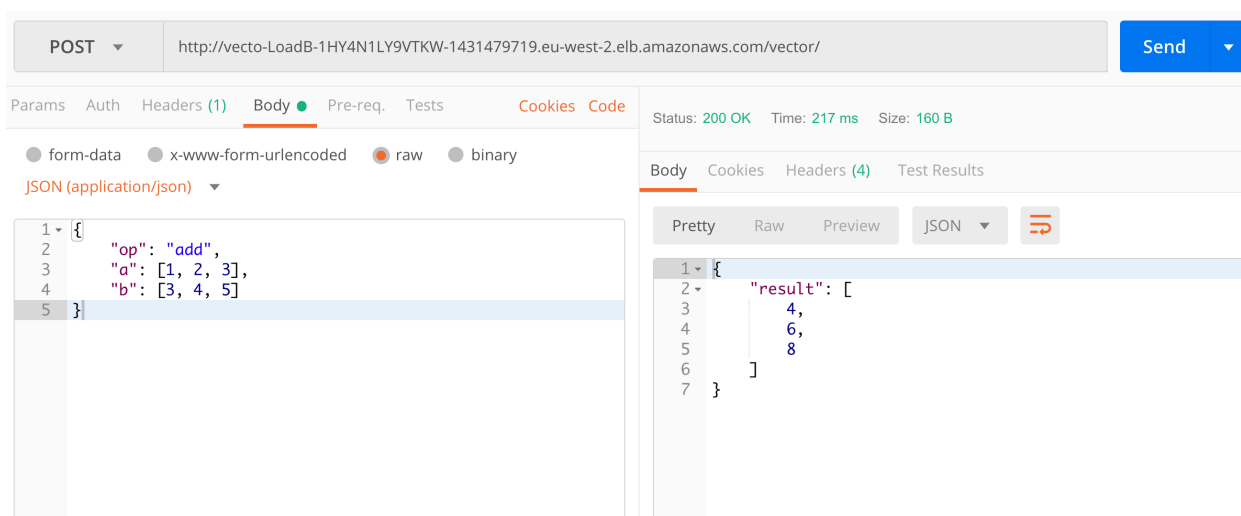 POST http://vecto-LoadB-1HY4N1LY9VTKW-1431479719.eu-west-2.elb.amazonaws.com/vector/ Send
Params Auth Headers (1) Body Pre-req. Tests Cookies Code
form-data x-www-form-urlencoded raw binary
JSON (application/json)
1 {
2 "op": "add",
3 "a": [1, 2, 3],
4 "b": [3, 4, 5]
5 }
Status: 200 OK Time: 217 ms Size: 160 B
Body Cookies Headers (4) Test Results
Pretty Raw Preview JSON
1 {
2 "result": [
3 4,
4 6,
5 8
6 ]
7 }